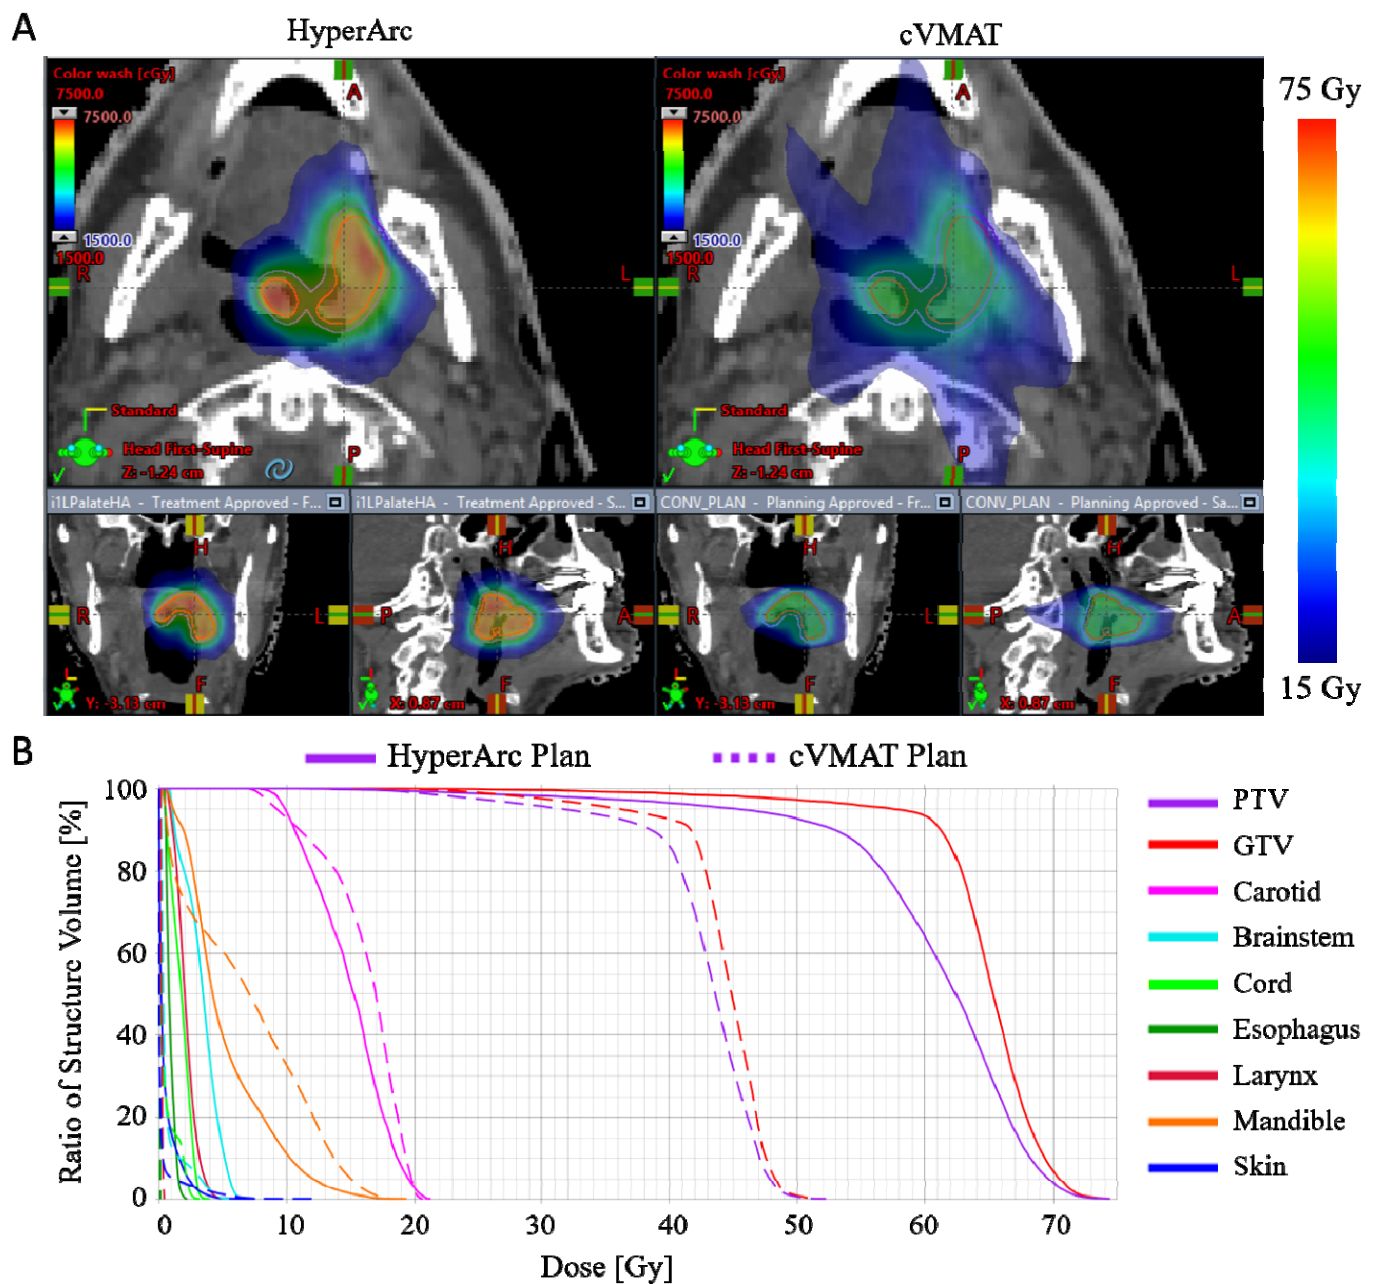 A
HyperArc
cVMAT
Color wash [cGy]
7500.0
7500.0
1500.0
1500.0
A
R
L
Standard
Head First-Supine
Z: -1.24 cm
P
Color wash [cGy]
7500.0
7500.0
1500.0
1500.0
A
R
L
Standard
Head First-Supine
Z: -1.24 cm
P
75 Gy
15 Gy
i1LPalateHA - Treatment Approved - F...
i1LPalateHA - Treatment Approved - S...
CONV_PLAN - Planning Approved - Fr...
CONV_PLAN - Planning Approved - Sa...
H
R
L
F
Y: -3.13 cm
H
P
A
F
X: 0.87 cm
H
R
L
F
Y: -3.13 cm
H
P
A
F
X: 0.87 cm
B
HyperArc Plan
cVMAT Plan
Ratio of Structure Volume [%]
100
80
60
40
20
0
0 10 20 30 40 50 60 70
Dose [Gy]
PTV
GTV
Carotid
Brainstem
Cord
Esophagus
Larynx
Mandible
Skin